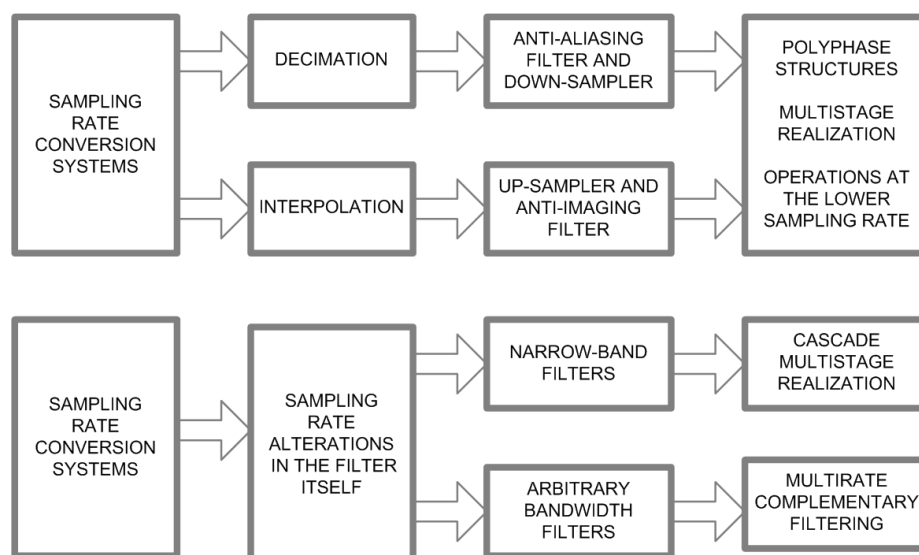 SAMPLING
RATE
CONVERSION
SYSTEMS
DECIMATION
ANTI-ALIASING
FILTER AND
DOWN-SAMPLER
INTERPOLATION
UP-SAMPLER AND
ANTI-IMAGING
FILTER
POLYPHASE
STRUCTURES
MULTISTAGE
REALIZATION
OPERATIONS AT
THE LOWER
SAMPLING RATE
SAMPLING
RATE
CONVERSION
SYSTEMS
SAMPLING
RATE
ALTERATIONS
IN THE FILTER
ITSELF
NARROW-BAND
FILTERS
CASCADE
MULTISTAGE
REALIZATION
ARBITRARY
BANDWIDTH
FILTERS
MULTIRATE
COMPLEMENTARY
FILTERING